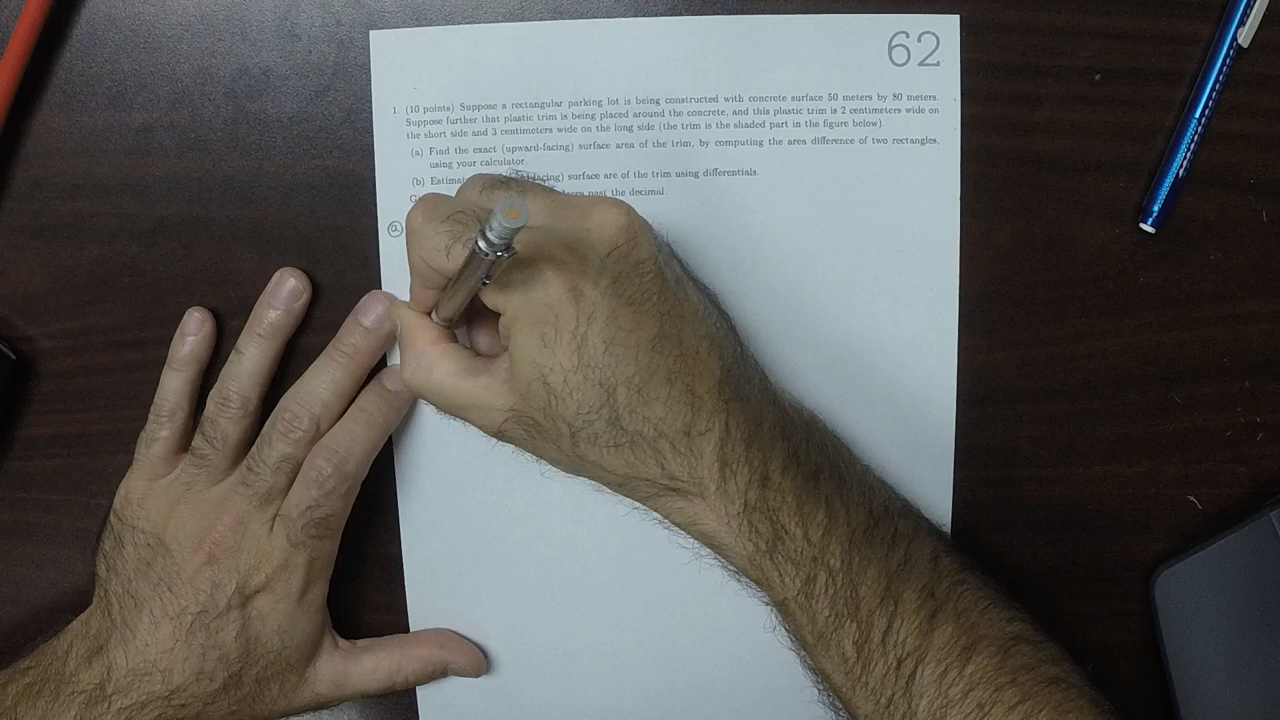 62
1. (10 points) Suppose a rectangular parking lot is being constructed with concrete surface 50 meters by 80 meters.
Suppose further that plastic trim is being placed around the concrete, and this plastic trim is 2 centimeters wide on
the short side and 3 centimeters wide on the long side (the trim is the shaded part in the figure below).
(a) Find the exact (upward-facing) surface area of the trim, by computing the area difference of two rectangles,
using your calculator.
(b) surface are of the trim using differentials.
past the decimal.
(a)